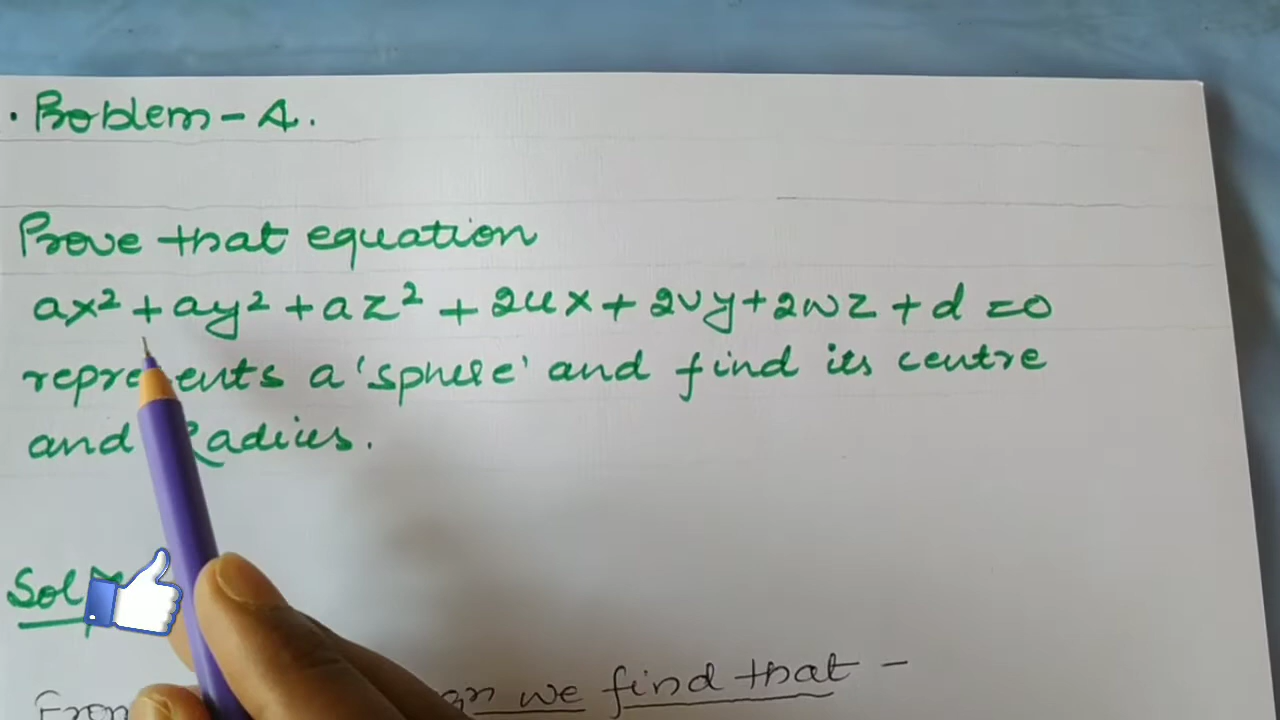 . Problem - A.
Prove that equation
ax² + ay² + az² + 2ux + 2vy + 2wz + d = 0
represents a 'sphere' and find its centre
and Radius.
Sol
we find that -